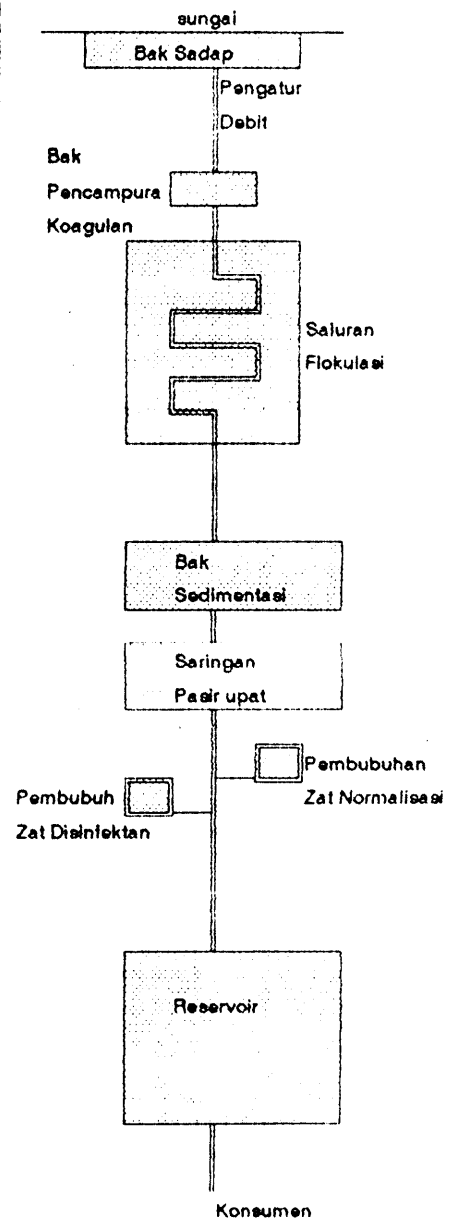 sungai
Bak Sadap
Pengatur
Debit
Bak
Pencampura
Koagulan
Saluran
Flokulasi
Bak
Sedimentasi
Saringan
Pasir upat
Pembubuhan
Zat Normalisasi
Pembubuh
Zat Disinfektan
Reservoir
Konsumen